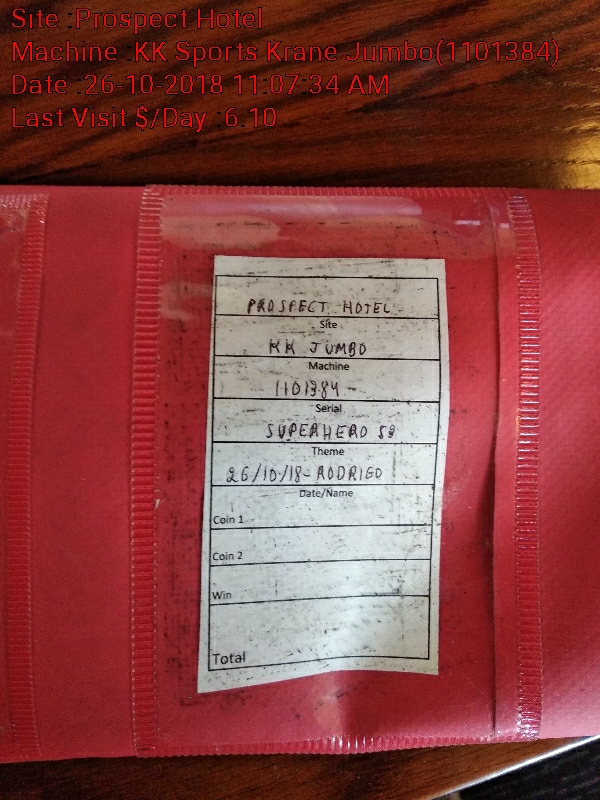 Site :Prospect Hotel
Machine :KK Sports Krane Jumbo(1101384)
Date :26-10-2018 11:07:34 AM
Last Visit $/Day :6.10
PROSPECT HOTEL
Site
KK JUMBO
Machine
1101384
Serial
SUPERHERO 59
Theme
26/10/18- RODRIGO
Date/Name
Coin 1
Coin 2
Win
Total